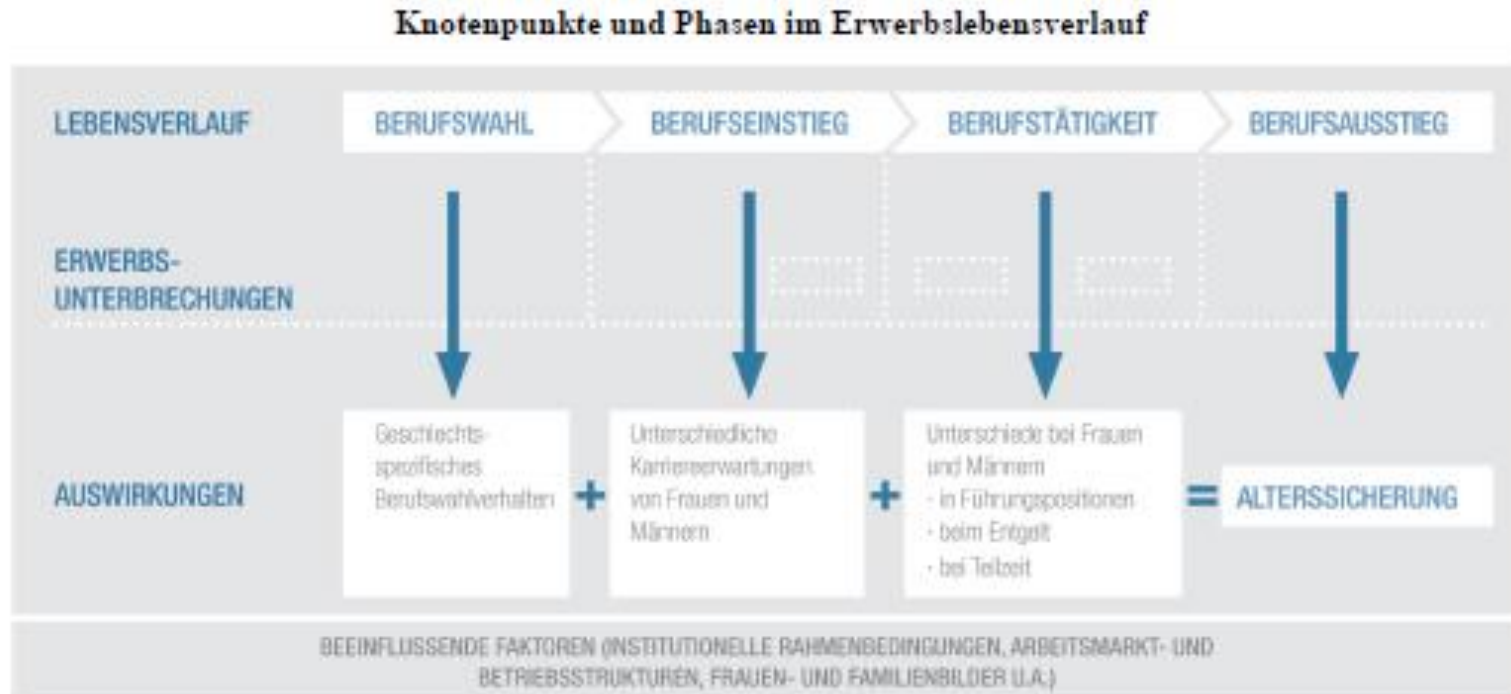 Knotenpunkte und Phasen im Erwerbslebensverlauf
LEBENSVERLAUF
BERUFSWAHL
BERUFSEINSTIEG
BERUFSTÄTIGKEIT
BERUFSAUSSTIEG
ERWERBS-
UNTERBRECHUNGEN
AUSWIRKUNGEN
Geschlechts-
spezifisches
Berufswahlverhalten
+
Unterschiedliche
Karriereerwartungen
von Frauen und
Männern
+
Unterschiede bei Frauen
und Männern
- in Führungspositionen
- beim Entgelt
- bei Teilzeit
=
ALTERSSICHERUNG
BEEINFLUSSENDE FAKTOREN (INSTITUTIONELLE RAHMENBEDINGUNGEN, ARBEITSMARKT- UND
BETRIEBSSTRUKTUREN, FRAUEN- UND FAMILIENBILDER U.A.)